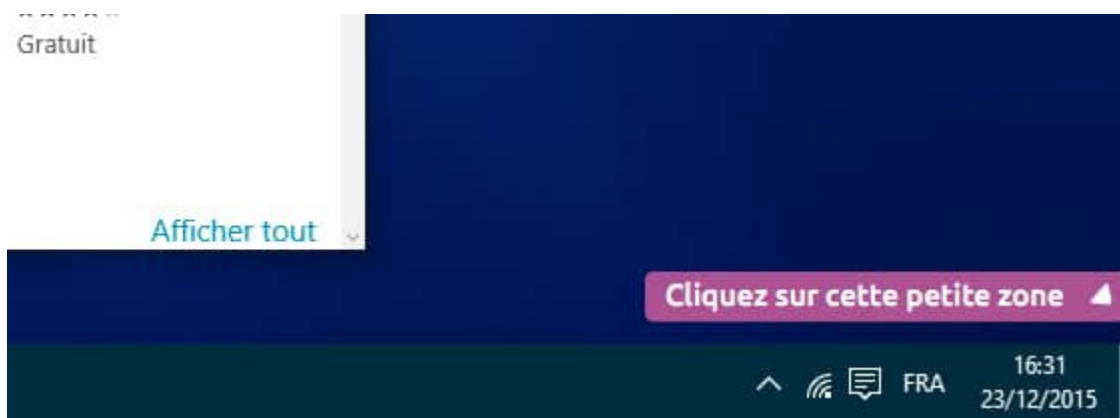 Gratuit
Afficher tout
Cliquez sur cette petite zone
FRA
16:31
23/12/2015